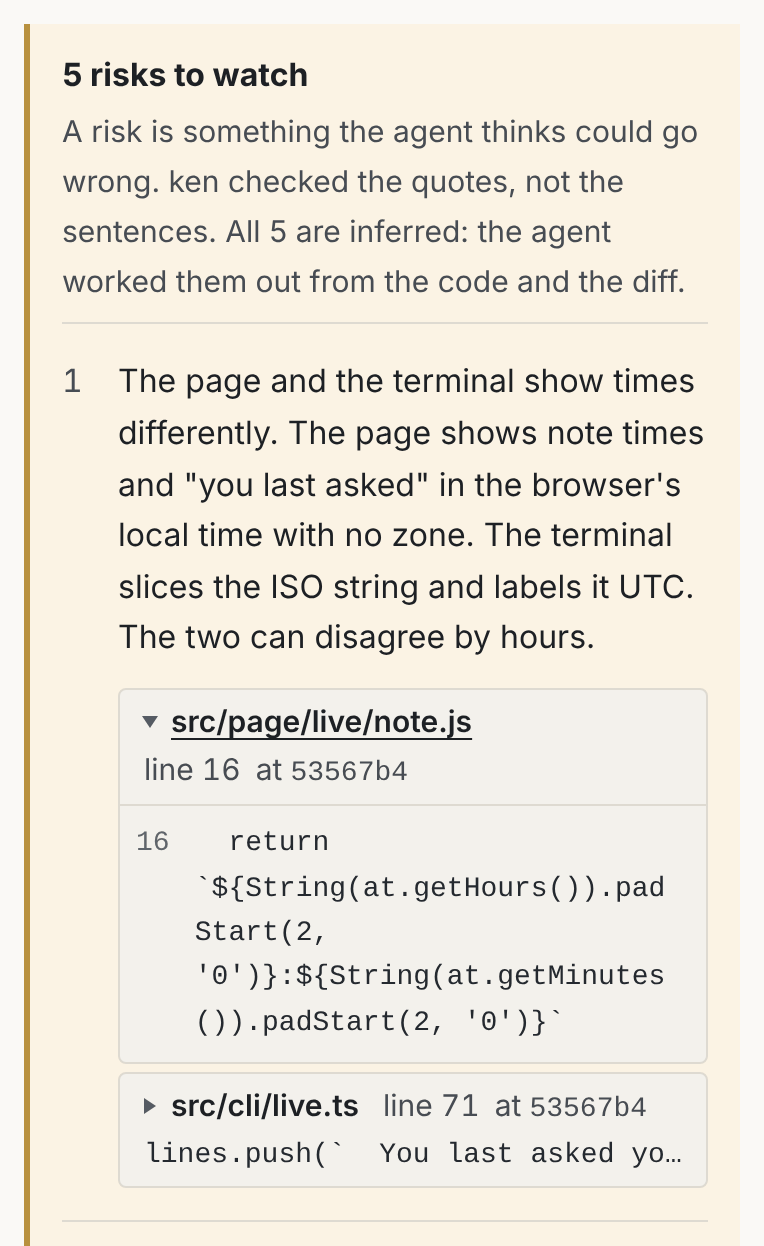 5 risks to watch
A risk is something the agent thinks could go
wrong. ken checked the quotes, not the
sentences. All 5 are inferred: the agent
worked them out from the code and the diff.
1 The page and the terminal show times
differently. The page shows note times
and "you last asked" in the browser's
local time with no zone. The terminal
slices the ISO string and labels it UTC.
The two can disagree by hours.
src/page/live/note.js
line 16 at 53567b4
16   return
`${String(at.getHours()).pad
Start(2,
'0')}:${String(at.getMinutes
()).padStart(2, '0')}`
src/cli/live.ts line 71 at 53567b4
lines.push(`  You last asked yo…